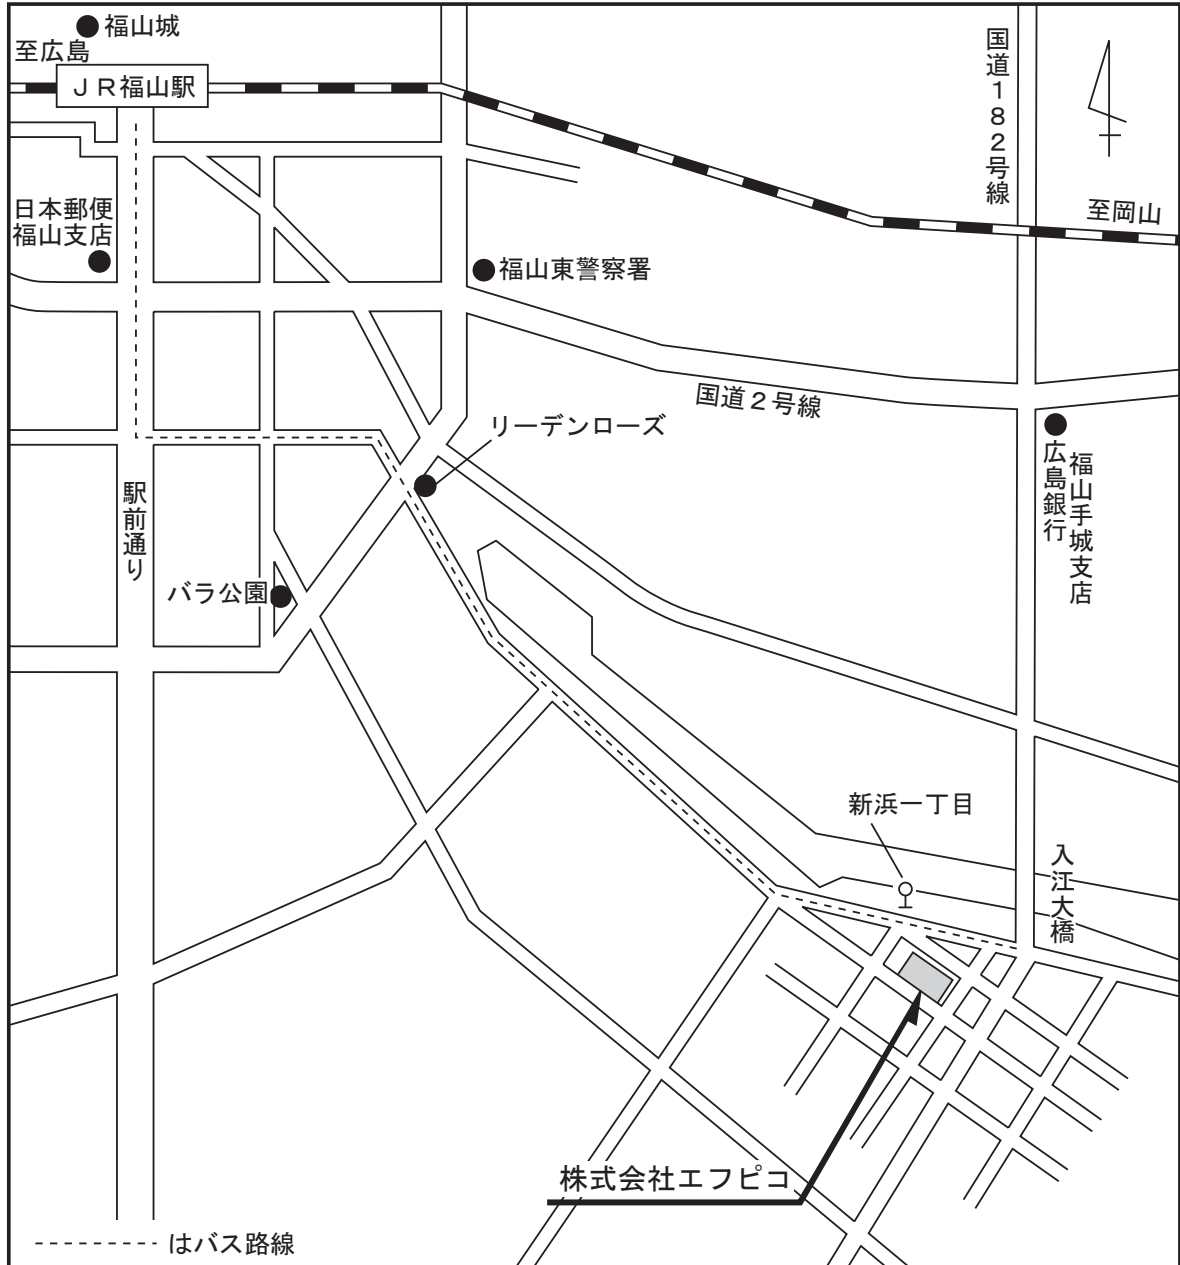 福山城
至広島
ＪＲ福山駅
国道１８２号線
至岡山
日本郵便
福山支店
福山東警察署
国道２号線
リーデンローズ
広島銀行
福山手城支店
駅前通り
バラ公園
新浜一丁目
入江大橋
株式会社エフピコ
はバス路線